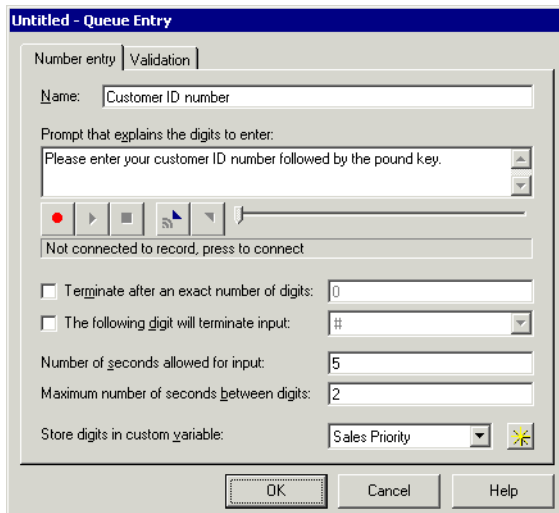 Untitled - Queue Entry
Number entry Validation
Name: Customer ID number
Prompt that explains the digits to enter:
Please enter your customer ID number followed by the pound key.
Not connected to record, press to connect
Terminate after an exact number of digits: 0
The following digit will terminate input: #
Number of seconds allowed for input: 5
Maximum number of seconds between digits: 2
Store digits in custom variable: Sales Priority
OK Cancel Help